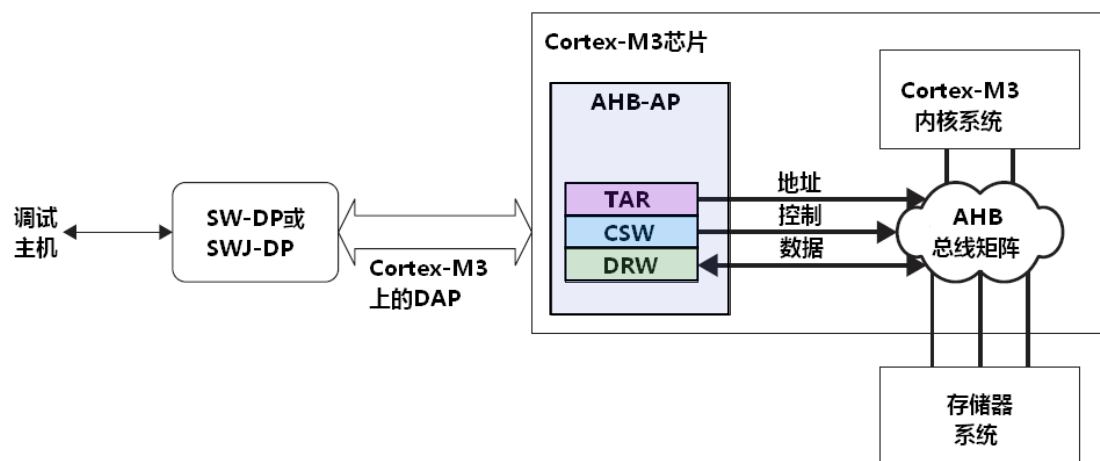 Cortex-M3芯片
AHB-AP
Cortex-M3
内核系统
TAR
CSW
DRW
地址
控制
数据
AHB
总线矩阵
调试
主机
SW-DP或
SWJ-DP
Cortex-M3
上的DAP
存储器
系统